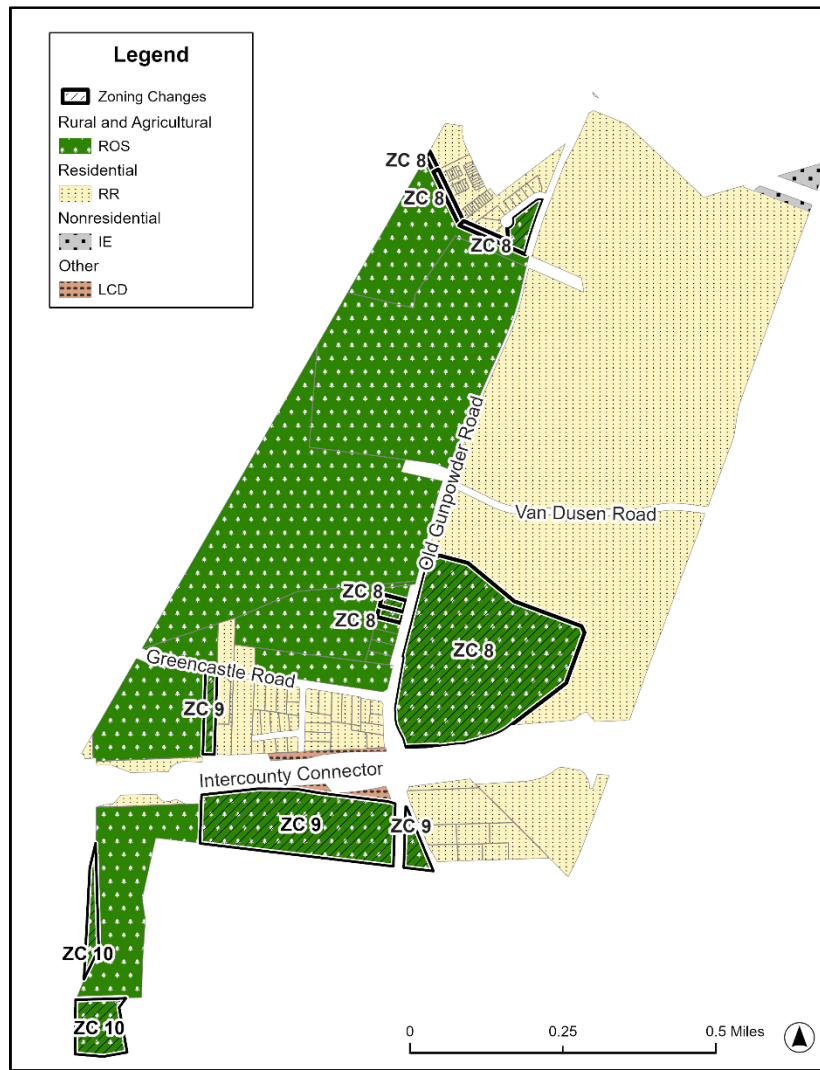 Legend
Zoning Changes
Rural and Agricultural
ROS
Residential
RR
Nonresidential
IE
Other
LCD
ZC 8
ZC 8
ZC 8
Old Gunpowder Road
Van Dusen Road
ZC 8
ZC 8
ZC 8
Greencastle Road
ZC 9
Intercounty Connector
ZC 9
ZC 9
ZC 10
ZC 10
0 0.25 0.5 Miles